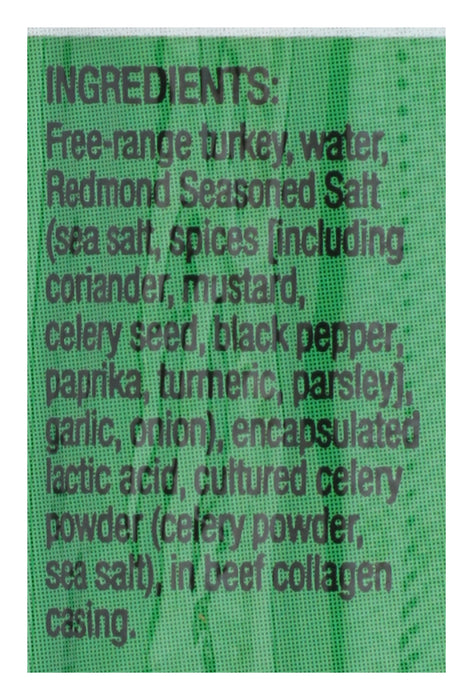 INGREDIENTS:
Free-range turkey, water,
Redmond Seasoned Salt
(sea salt, spices [including
coriander, mustard,
celery seed, black pepper,
paprika, turmeric, parsley],
garlic, onion), encapsulated
lactic acid, cultured celery
powder (celery powder,
sea salt), in beef collagen
casing.